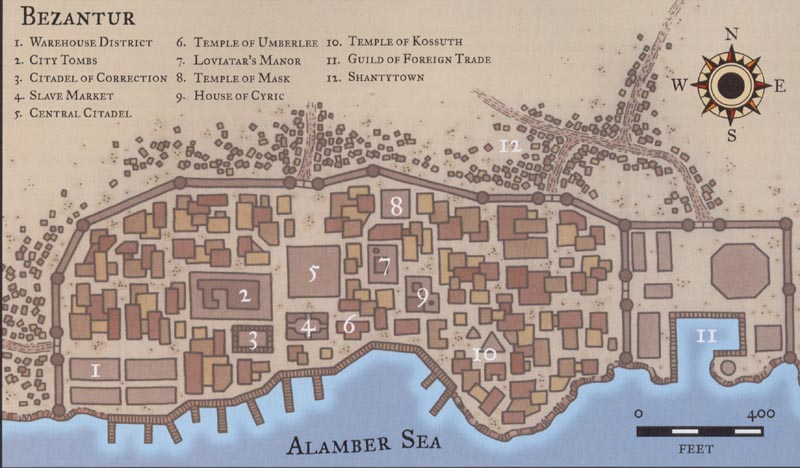 BEZANTUR
1. WAREHOUSE DISTRICT
2. CITY TOMBS
3. CITADEL OF CORRECTION
4. SLAVE MARKET
5. CENTRAL CITADEL
6. TEMPLE OF UMBERLEE
7. LOVIATAR'S MANOR
8. TEMPLE OF MASK
9. HOUSE OF CYRIC
10. TEMPLE OF KOSSUTH
11. GUILD OF FOREIGN TRADE
12. SHANTYTOWN
N
W E
S
12
8
5
7
2
9
4
6
3
11
10
1
0 400
FEET
ALAMBER SEA